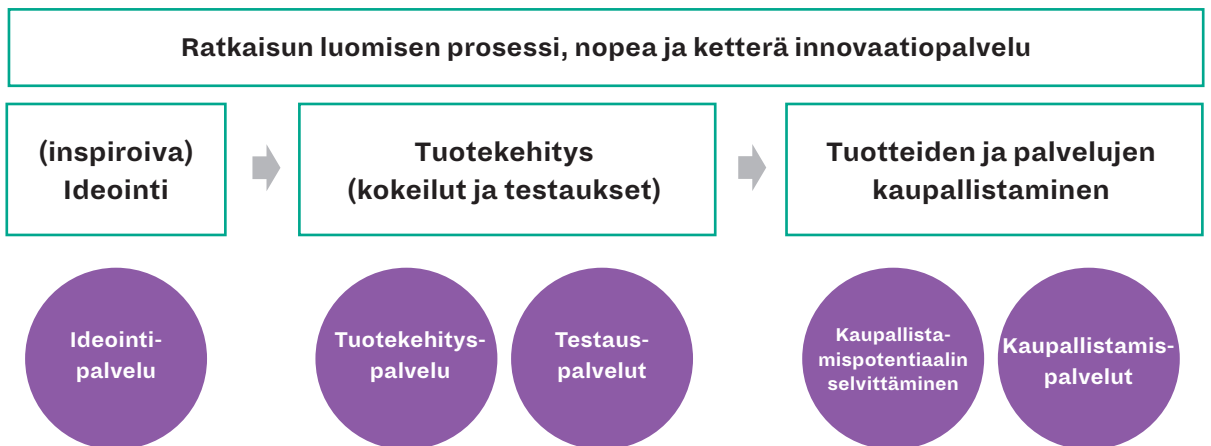 Ratkaisun luomisen prosessi, nopea ja ketterä innovaatiopalvelu
(inspiroiva)
Ideointi
Tuotekehitys
(kokeilut ja testaukset)
Tuotteiden ja palvelujen
kaupallistaminen
Ideointi-
palvelu
Tuotekehitys-
palvelu
Testaus-
palvelut
Kaupallista-
mispotentiaalin
selvittäminen
Kaupallistamis-
palvelut